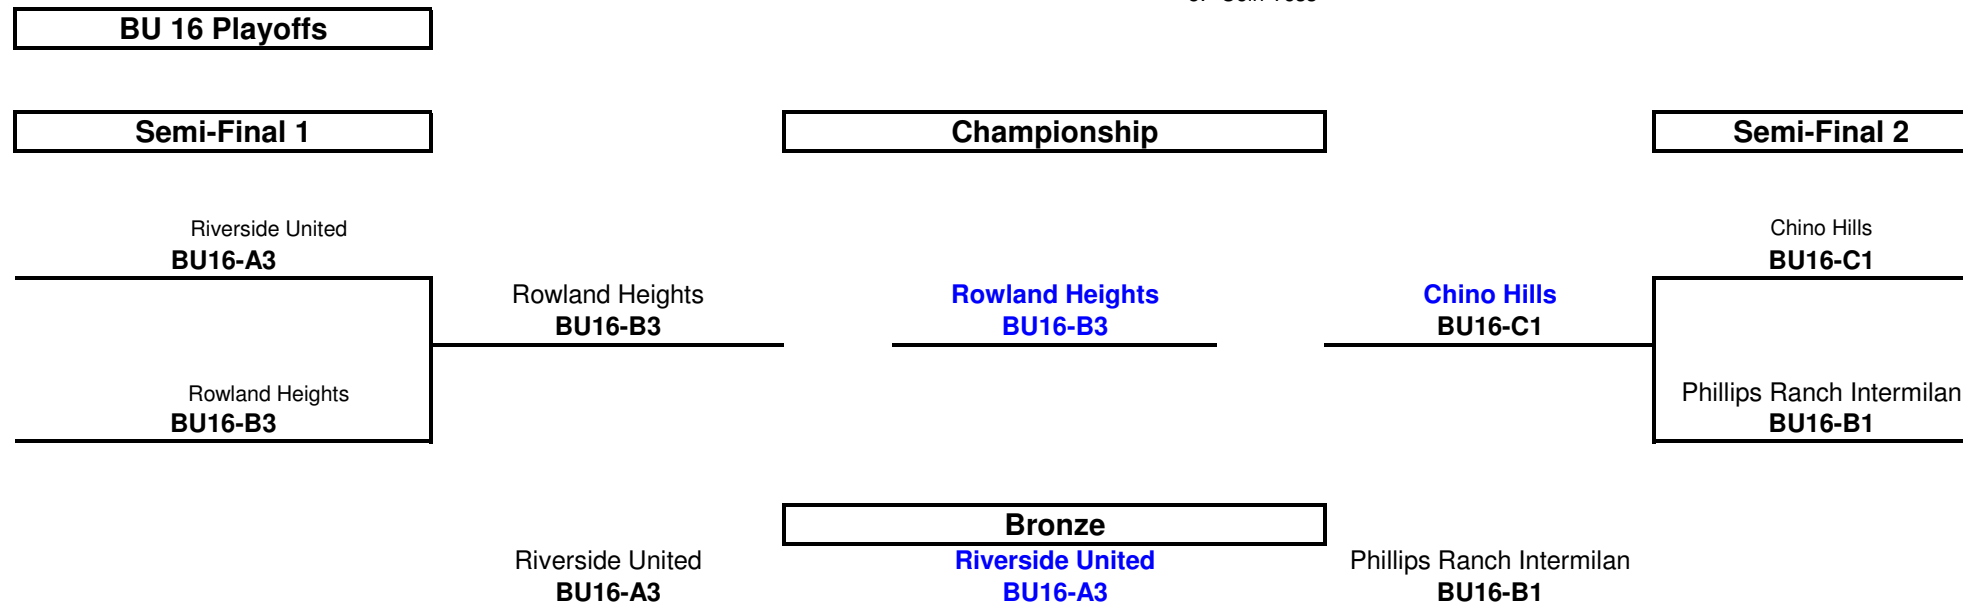 BU 16 Playoffs
Semi-Final 1
Championship
Semi-Final 2
Riverside United
BU16-A3
Chino Hills
BU16-C1
Rowland Heights
BU16-B3
Rowland Heights
BU16-B3
Chino Hills
BU16-C1
Rowland Heights
BU16-B3
Phillips Ranch Intermilan
BU16-B1
Bronze
Riverside United
BU16-A3
Riverside United
BU16-A3
Phillips Ranch Intermilan
BU16-B1